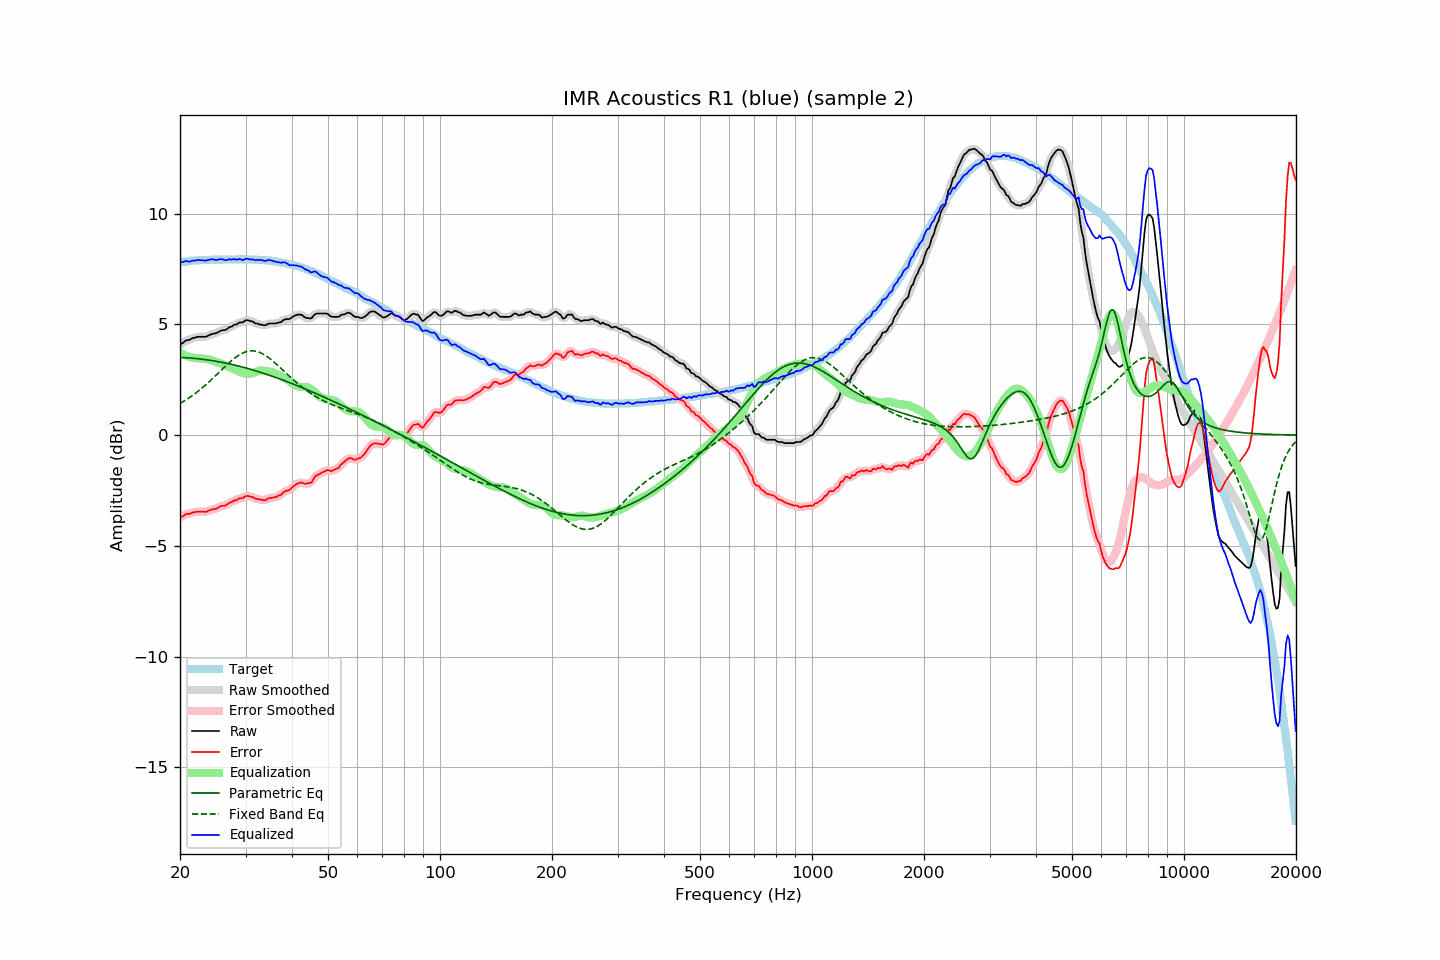 IMR Acoustics R1 (blue) (sample 2)
Amplitude (dBr)
10
5
0
−5
−10
−15
Target
Raw Smoothed
Error Smoothed
Raw
Error
Equalization
Parametric Eq
Fixed Band Eq
Equalized
20 50 100 200 500 1000 2000 5000 10000 20000
Frequency (Hz)